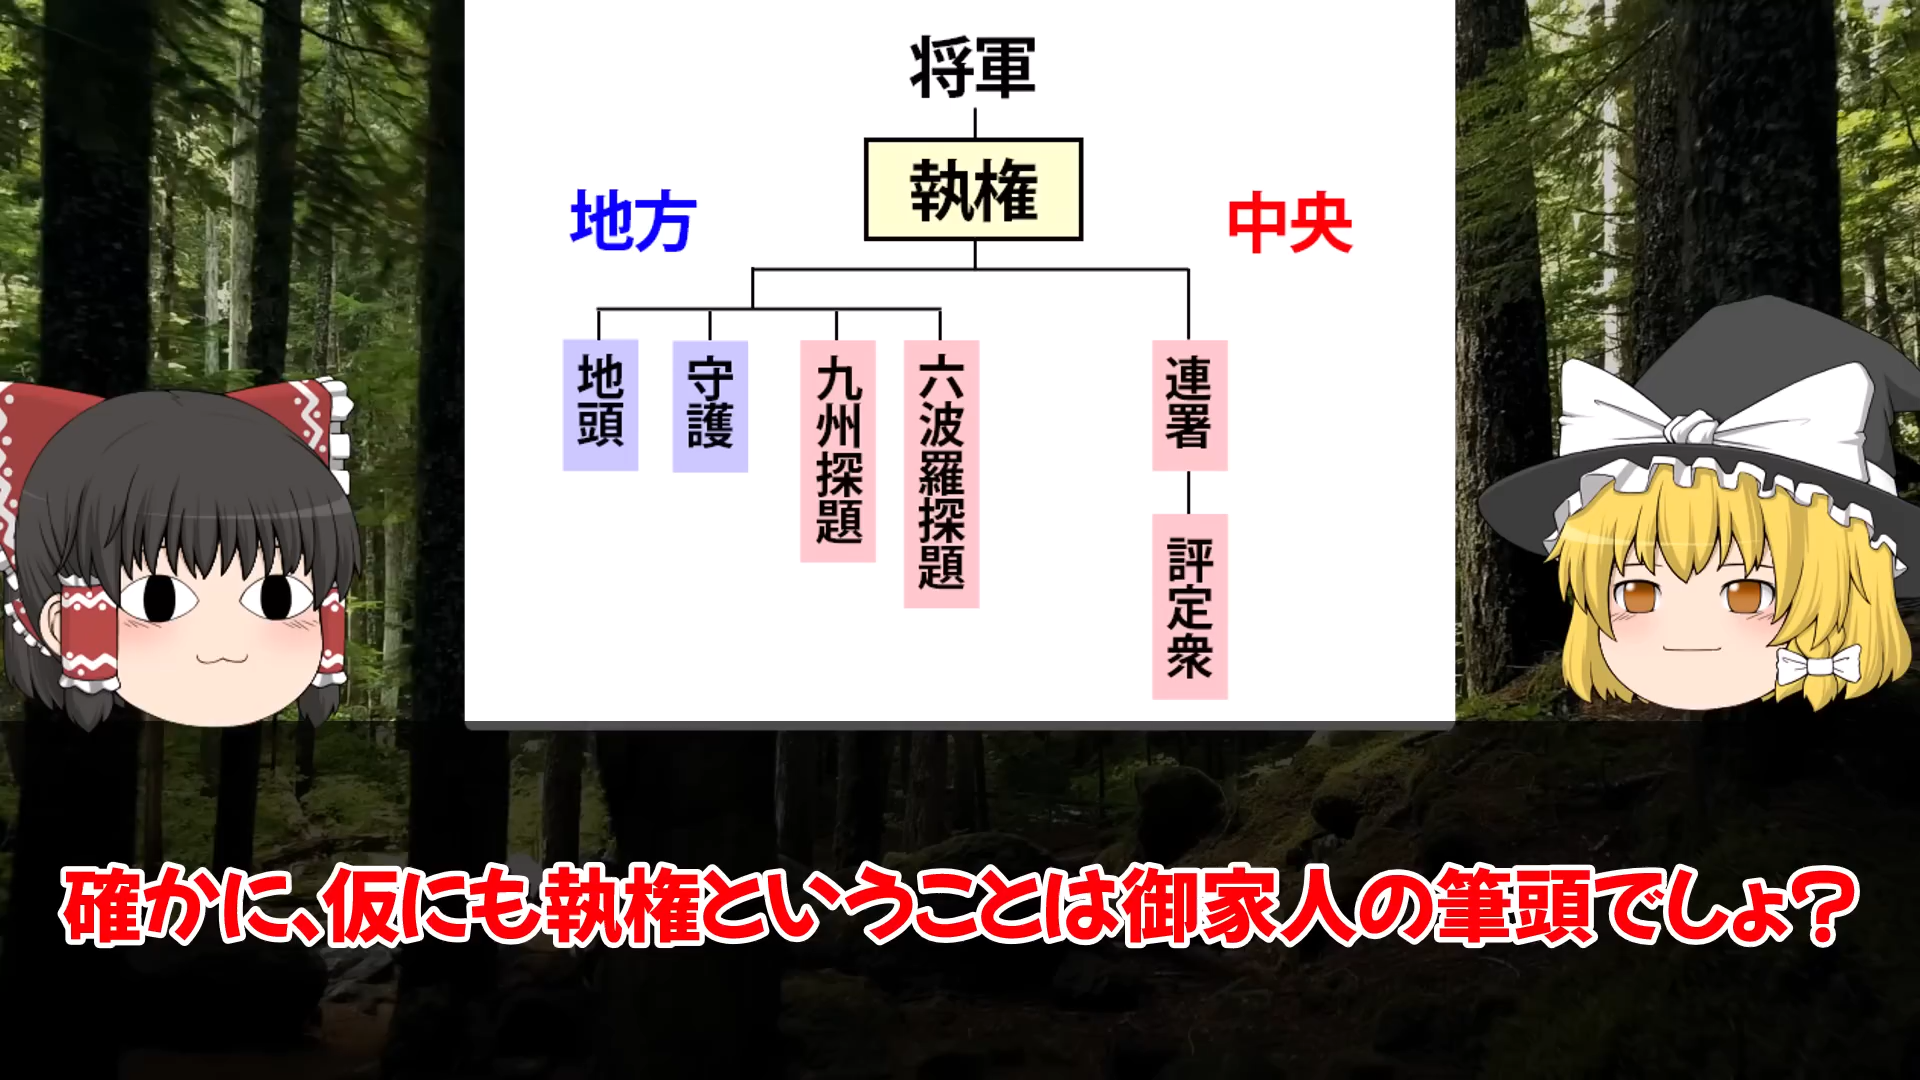 将軍
執権
地方
中央
地頭
守護
九州探題
六波羅探題
連署
評定衆
確かに、仮にも執権ということは御家人の筆頭でしょ？